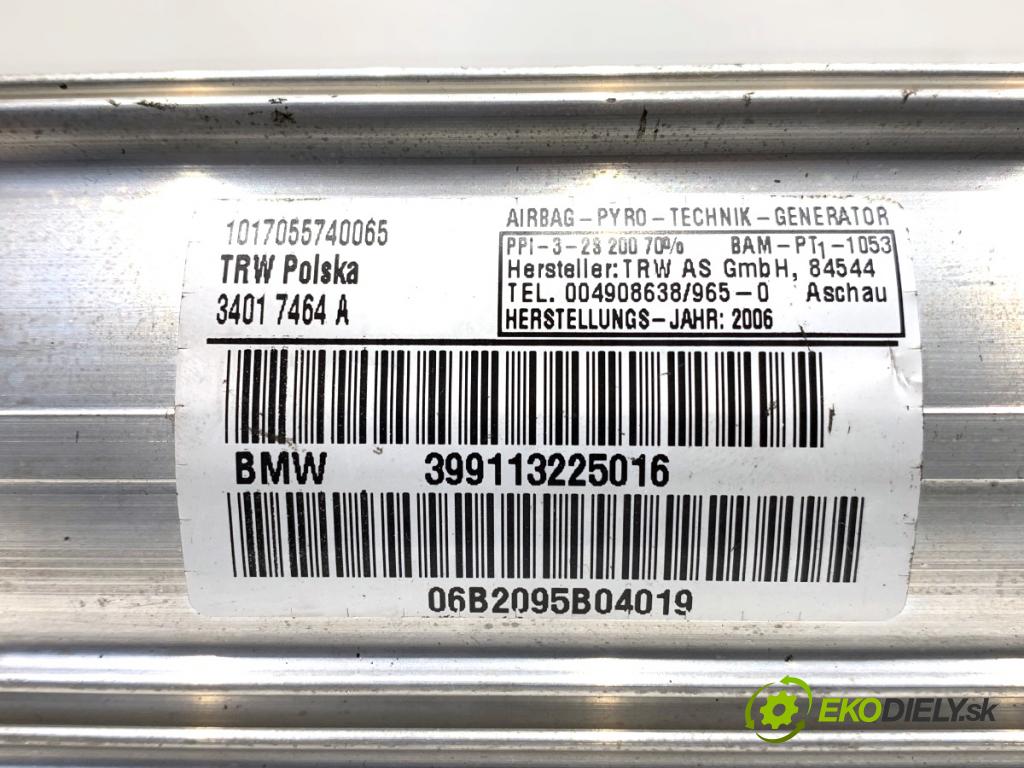 1017055740065
TRW Polska
3401 7464 A
AIRBAG-PYRO-TECHNIK-GENERATOR
PPI-3-28 200 70% BAM-PT1-1053
Hersteller: TRW AS GmbH, 84544
TEL. 004908638/965-0 Aschau
HERSTELLUNGS-JAHR: 2006
BMW 399113225016
06B2095B04019
EKODIELY.sk